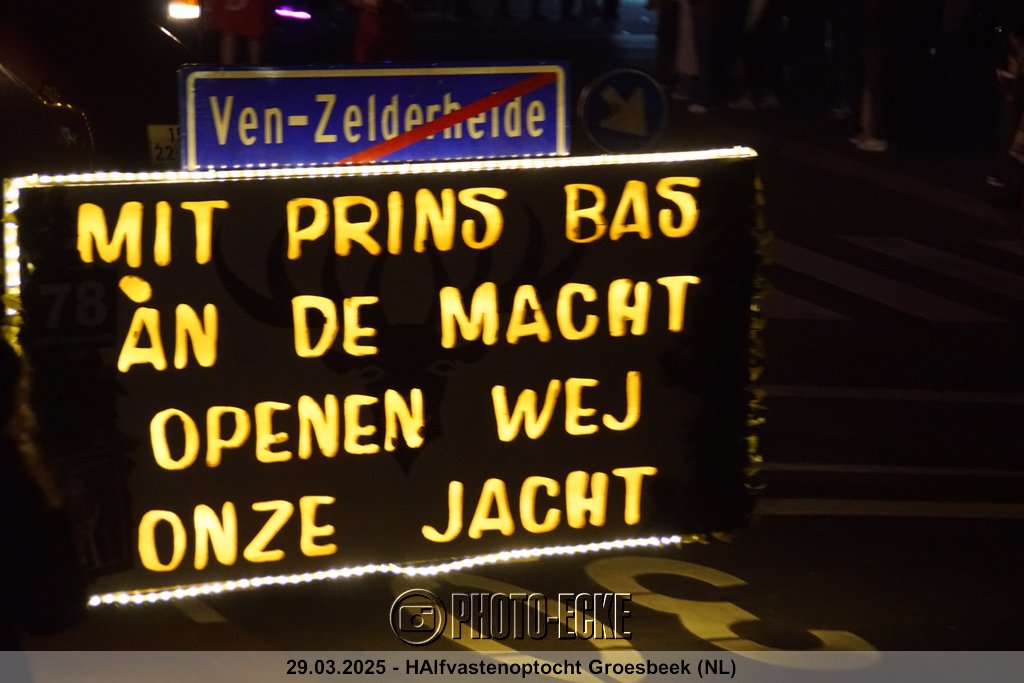 Ven-Zelderheide
MIT PRINS BAS
ÀN DE MACHT
OPENEN WEJ
ONZE JACHT
78
PHOTO-ECKE
29.03.2025 - HAlfvastenoptocht Groesbeek (NL)